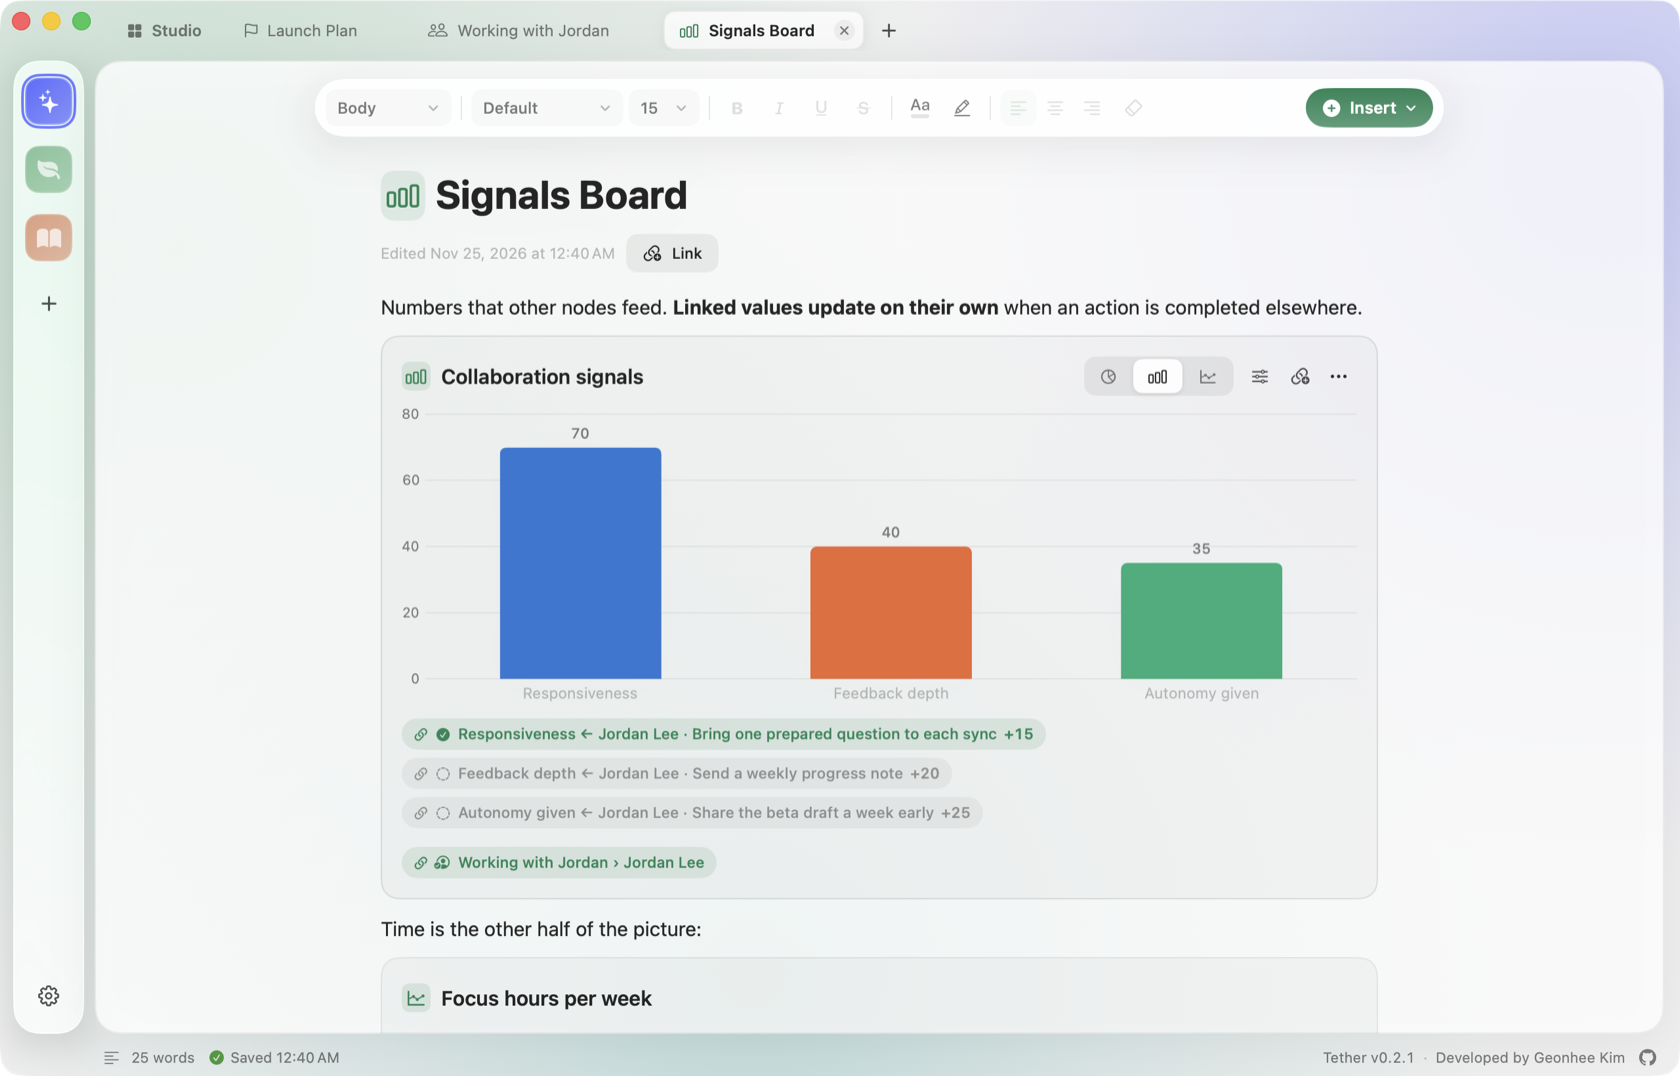 Studio
Launch Plan
Working with Jordan
Signals Board
Body
Default
15
B I U S
Aa
Insert
Signals Board
Edited Nov 25, 2026 at 12:40 AM
Link
Numbers that other nodes feed. Linked values update on their own when an action is completed elsewhere.
Collaboration signals
80
70
60
40
40
35
20
0
Responsiveness
Feedback depth
Autonomy given
Responsiveness ← Jordan Lee · Bring one prepared question to each sync +15
Feedback depth ← Jordan Lee · Send a weekly progress note +20
Autonomy given ← Jordan Lee · Share the beta draft a week early +25
Working with Jordan › Jordan Lee
Time is the other half of the picture:
Focus hours per week
25 words
Saved 12:40 AM
Tether v0.2.1 · Developed by Geonhee Kim